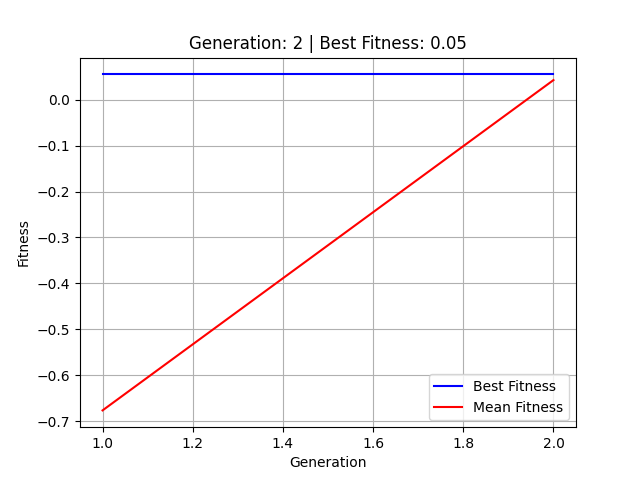 Generation: 2 | Best Fitness: 0.05
Fitness
0.0
−0.1
−0.2
−0.3
−0.4
−0.5
−0.6
−0.7
Best Fitness
Mean Fitness
1.0 1.2 1.4 1.6 1.8 2.0
Generation